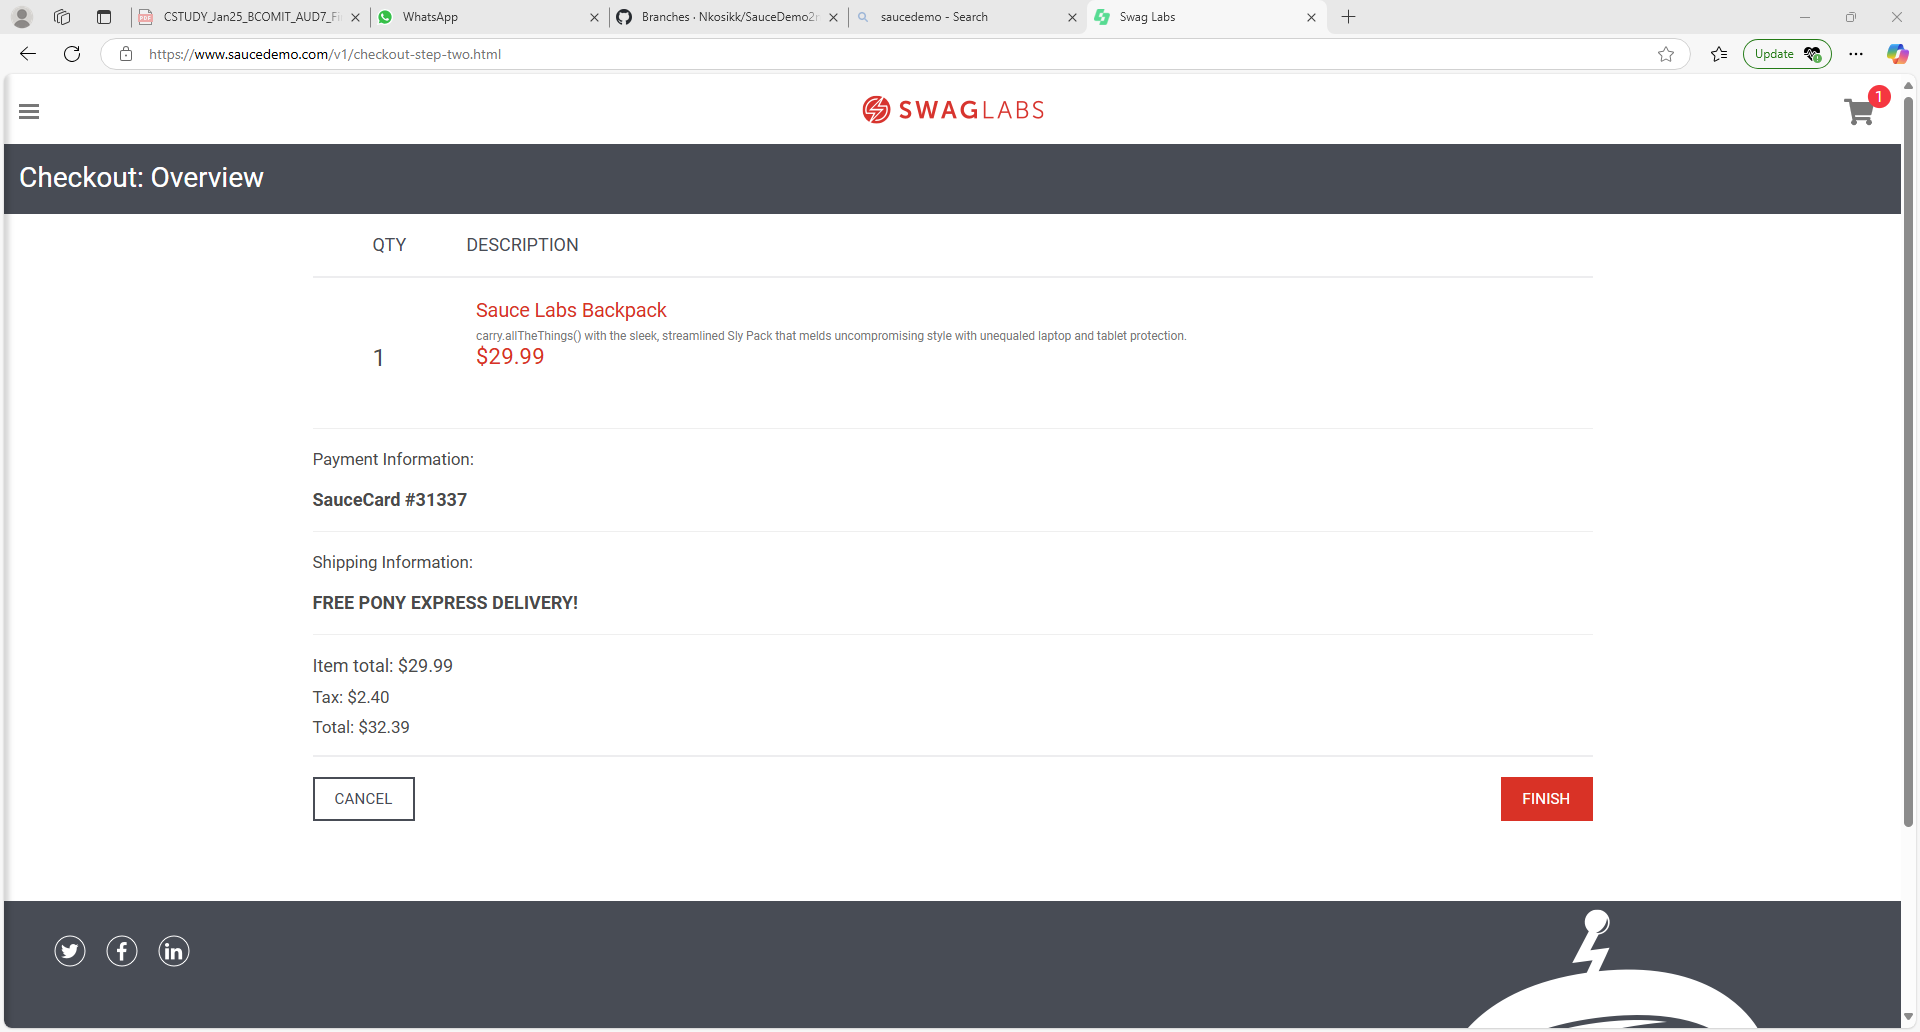 CSTUDY_Jan25_BCOMIT_AUD7_Fi
WhatsApp
Branches · Nkosikk/SauceDemo2
saucedemo - Search
Swag Labs
https://www.saucedemo.com/v1/checkout-step-two.html
Update
SWAGLABS
1
Checkout: Overview
QTY DESCRIPTION
Sauce Labs Backpack
carry.allTheThings() with the sleek, streamlined Sly Pack that melds uncompromising style with unequaled laptop and tablet protection.
1
$29.99
Payment Information:
SauceCard #31337
Shipping Information:
FREE PONY EXPRESS DELIVERY!
Item total: $29.99
Tax: $2.40
Total: $32.39
CANCEL
FINISH